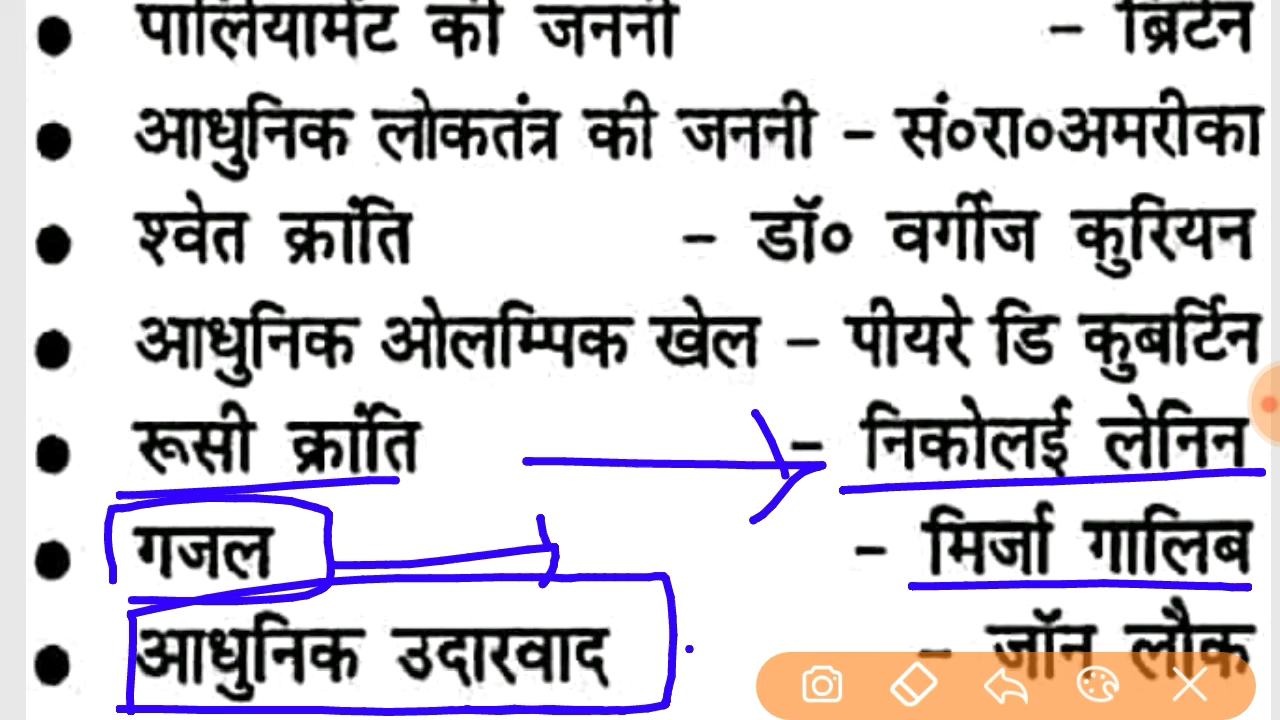 पार्लियामेंट की जननी - ब्रिटेन
आधुनिक लोकतंत्र की जननी - सं०रा०अमरीका
श्वेत क्रांति - डॉ० वर्गीज कुरियन
आधुनिक ओलम्पिक खेल - पीयरे डि कुबर्टिन
रूसी क्रांति - निकोलई लेनिन
गजल - मिर्जा गालिब
आधुनिक उदारवाद - जॉन लौक